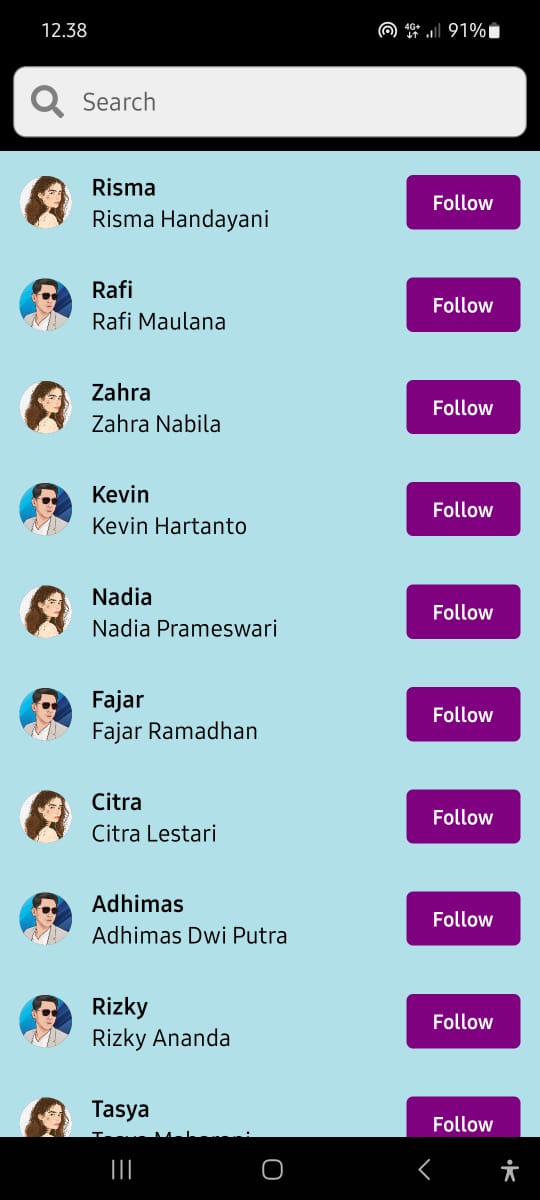 12.38
4G+
91%
Search
Risma
Risma Handayani
Follow
Rafi
Rafi Maulana
Follow
Zahra
Zahra Nabila
Follow
Kevin
Kevin Hartanto
Follow
Nadia
Nadia Prameswari
Follow
Fajar
Fajar Ramadhan
Follow
Citra
Citra Lestari
Follow
Adhimas
Adhimas Dwi Putra
Follow
Rizky
Rizky Ananda
Follow
Tasya
Follow